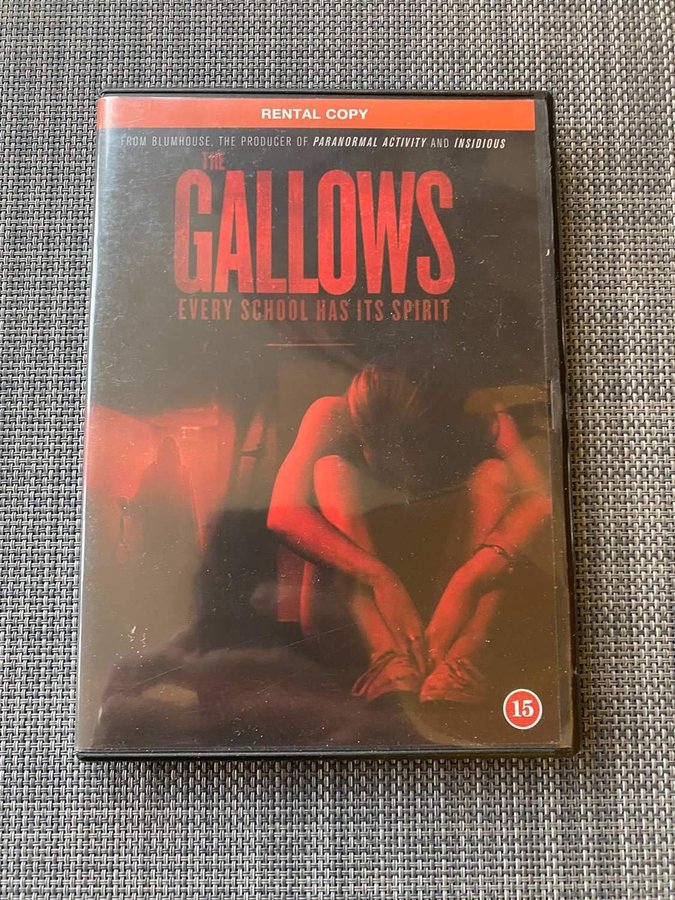 RENTAL COPY
FROM BLUMHOUSE, THE PRODUCER OF PARANORMAL ACTIVITY AND INSIDIOUS
THE
GALLOWS
EVERY SCHOOL HAS ITS SPIRIT
15